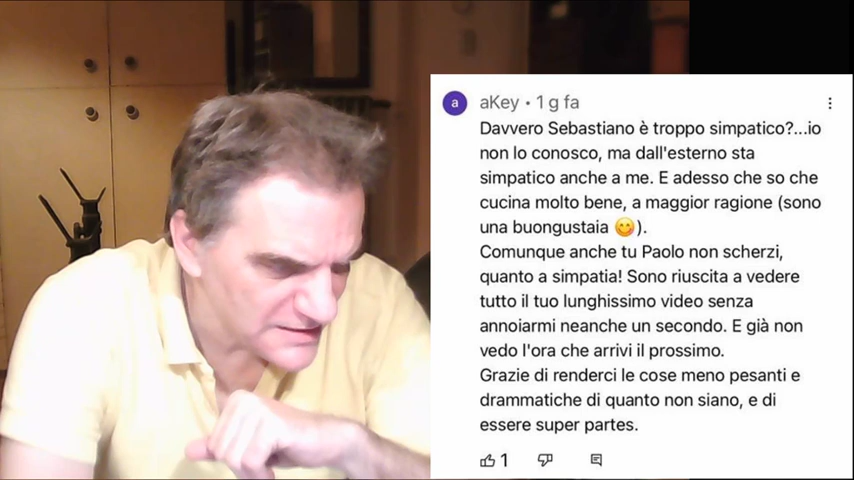 a
aKey • 1 g fa
Davvero Sebastiano è troppo simpatico?...io
non lo conosco, ma dall'esterno sta
simpatico anche a me. E adesso che so che
cucina molto bene, a maggior ragione (sono
una buongustaia 😋).
Comunque anche tu Paolo non scherzi,
quanto a simpatia! Sono riuscita a vedere
tutto il tuo lunghissimo video senza
annoiarmi neanche un secondo. E già non
vedo l'ora che arrivi il prossimo.
Grazie di renderci le cose meno pesanti e
drammatiche di quanto non siano, e di
essere super partes.
1